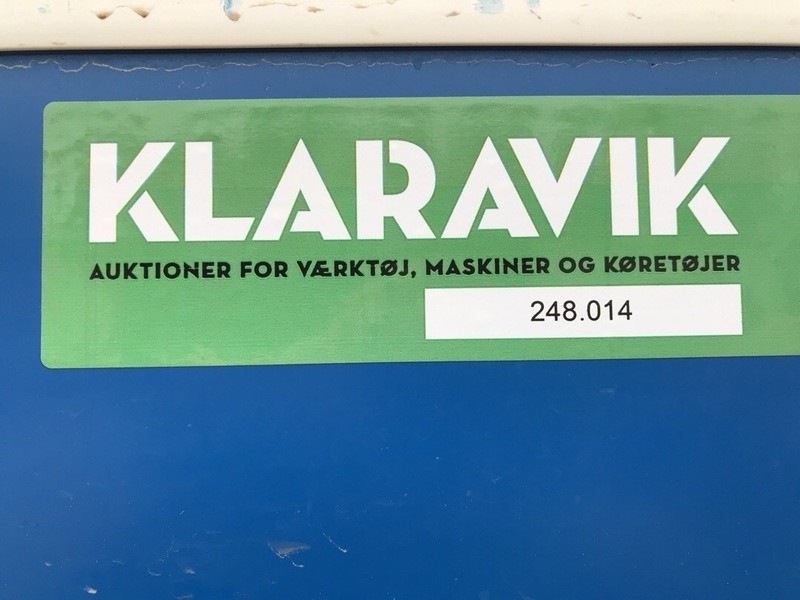 KLARAVIK
AUKTIONER FOR VÆRKTØJ, MASKINER OG KØRETØJER
248.014